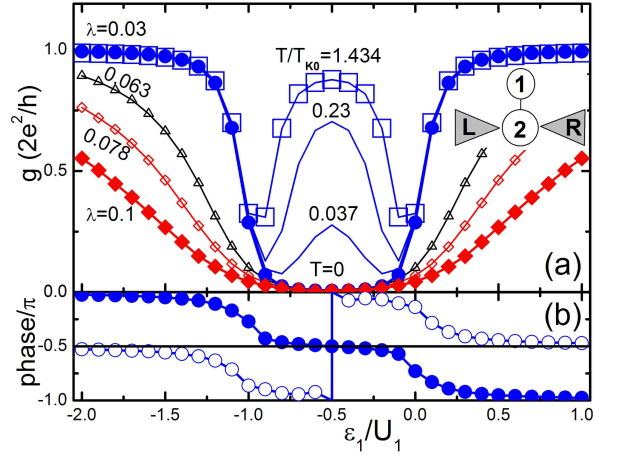 1.0
λ=0.03
T/T_K0=1.434
0.063
0.23
1
L
2
R
g (2e²/h)
0.5
0.078
λ=0.1
0.037
T=0
(a)
0.0
phase/π
(b)
-0.5
-1.0
-2.0 -1.5 -1.0 -0.5 0.0 0.5 1.0
ε₁/U₁